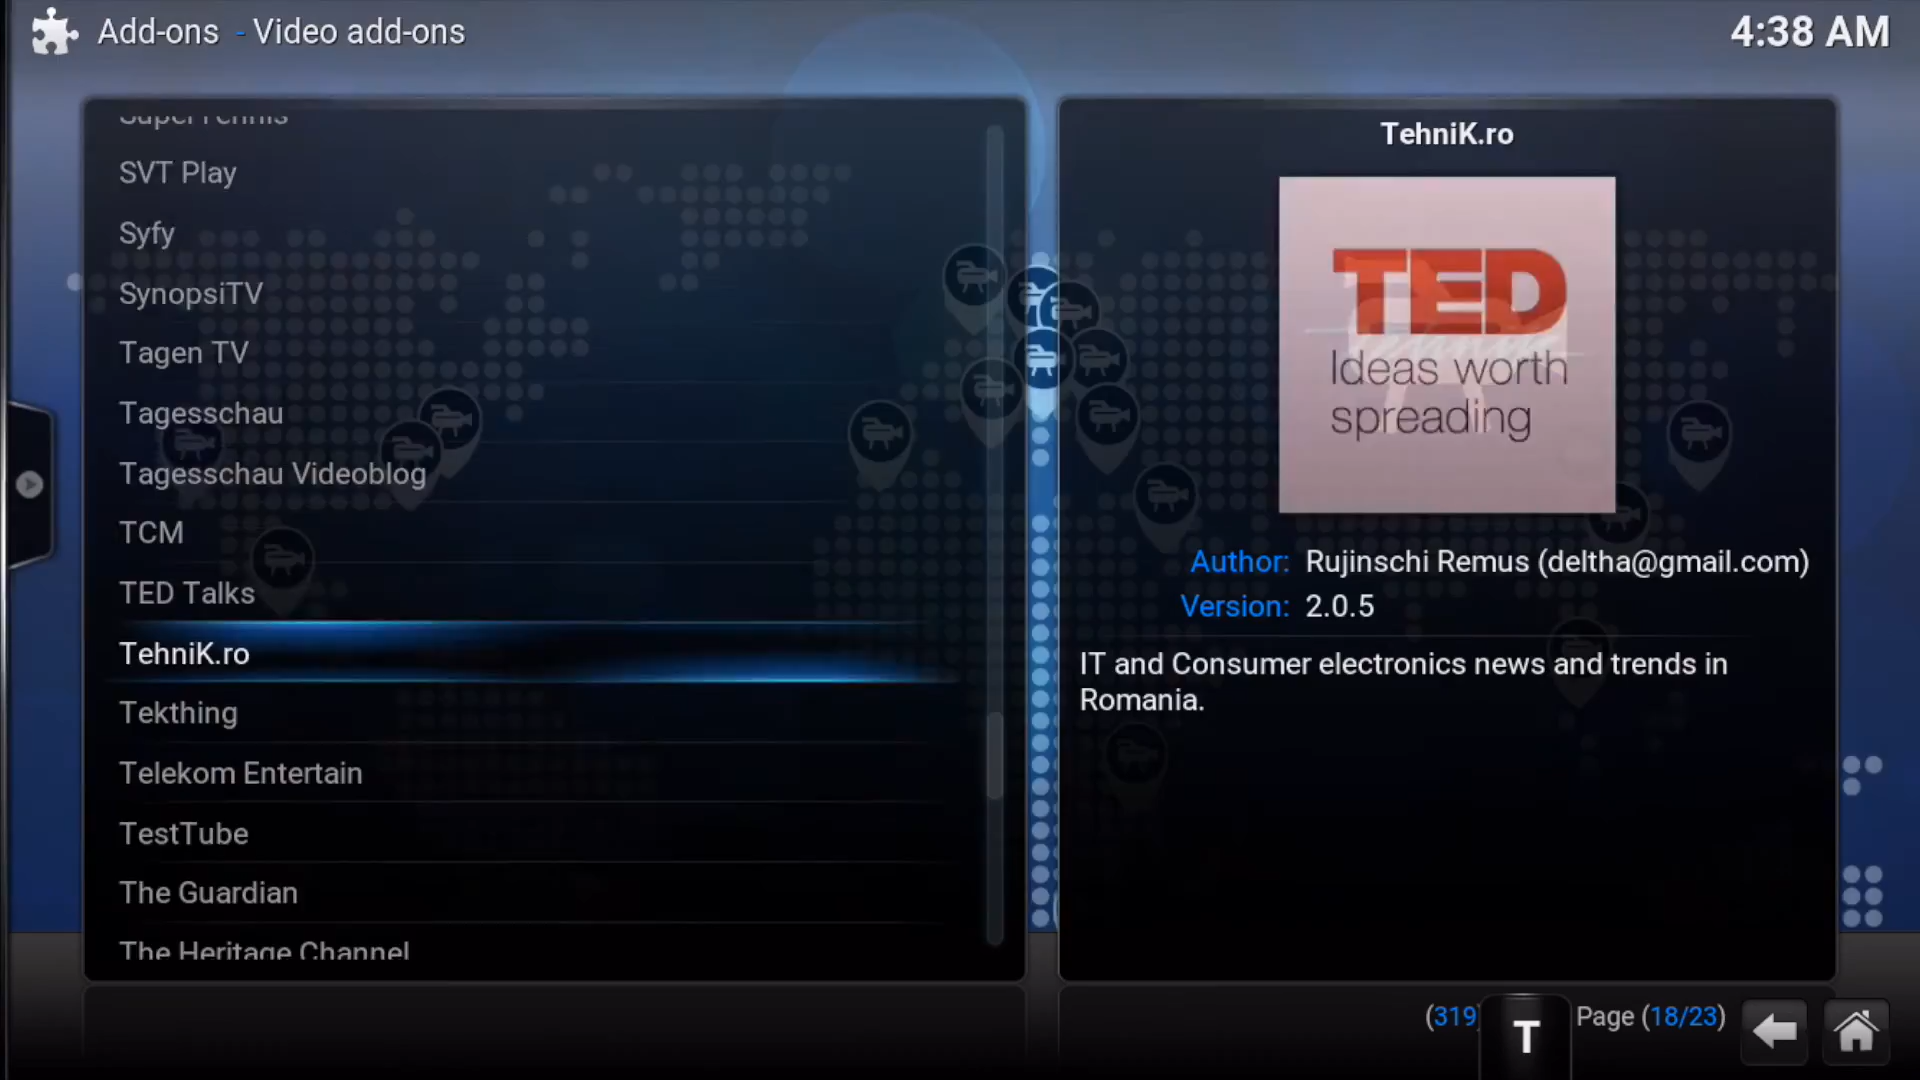 Add-ons - Video add-ons
4:38 AM
SuperTennis
SVT Play
Syfy
SynopsiTV
Tagen TV
Tagesschau
Tagesschau Videoblog
TCM
TED Talks
TehniK.ro
Tekthing
Telekom Entertain
TestTube
The Guardian
The Heritage Channel
TehniK.ro
TED
Ideas worth
spreading
Author: Rujinschi Remus (deltha@gmail.com)
Version: 2.0.5
IT and Consumer electronics news and trends in
Romania.
(319)
T
Page (18/23)